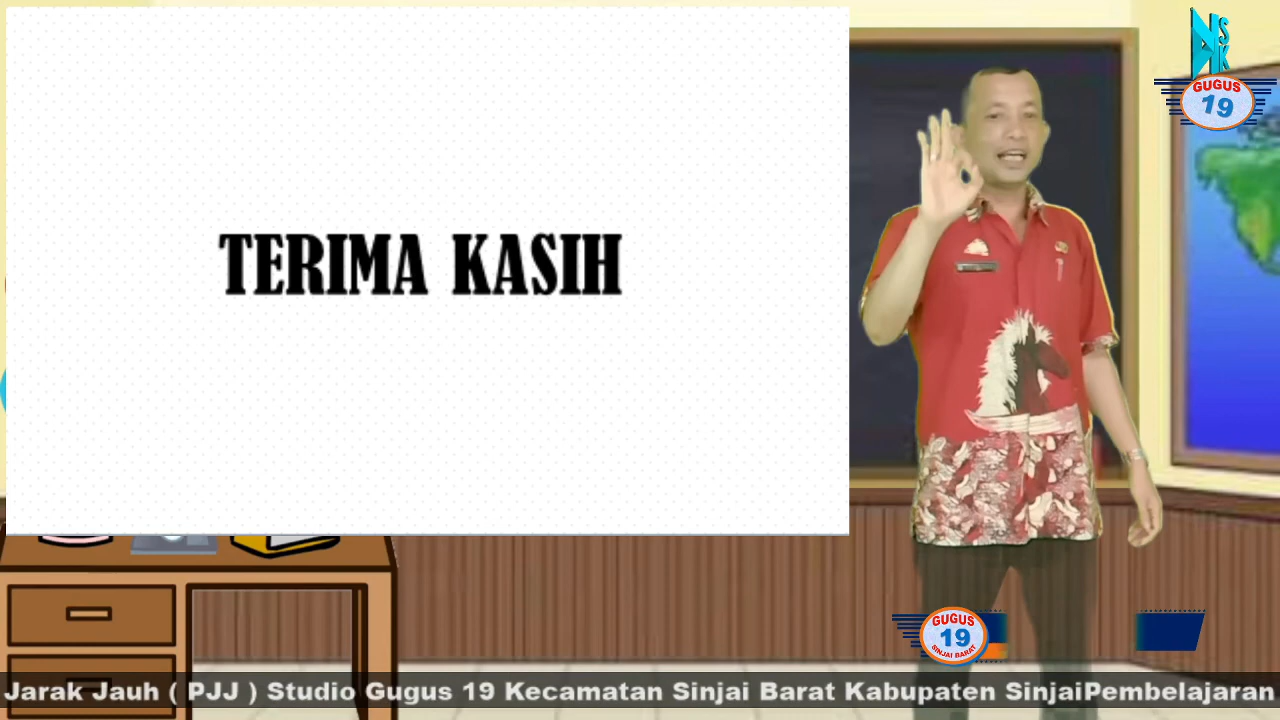 TERIMA KASIH
NSK
GUGUS
19
GUGUS
19
SINJAI BARAT
Jarak Jauh ( PJJ ) Studio Gugus 19 Kecamatan Sinjai Barat Kabupaten SinjaiPembelajaran